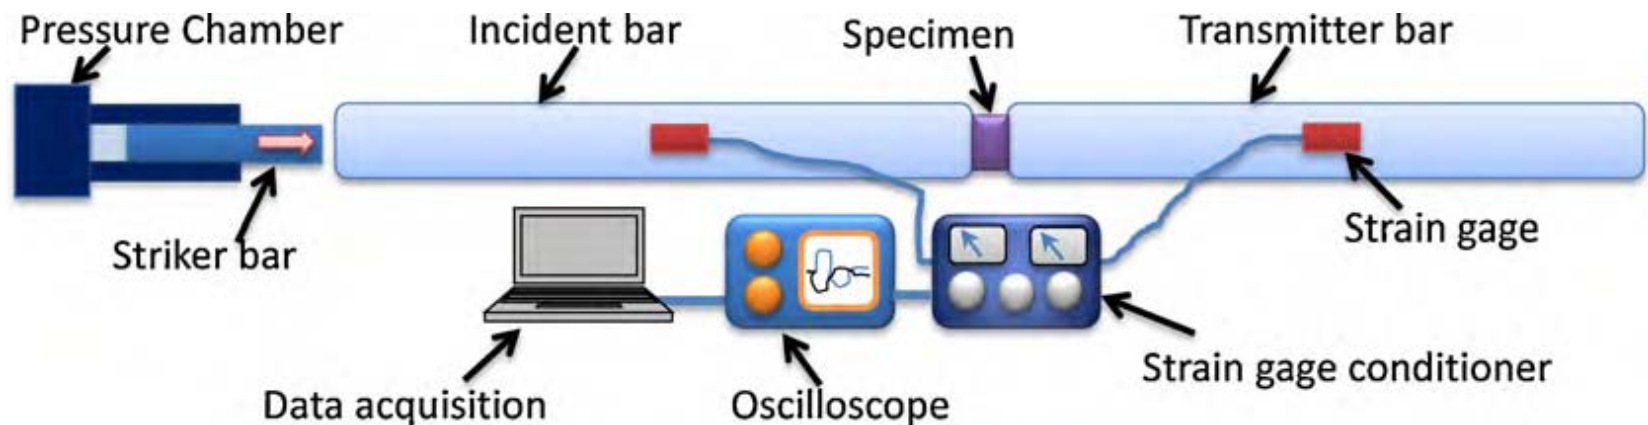 Pressure Chamber
Incident bar
Specimen
Transmitter bar
Striker bar
Strain gage
Data acquisition
Oscilloscope
Strain gage conditioner